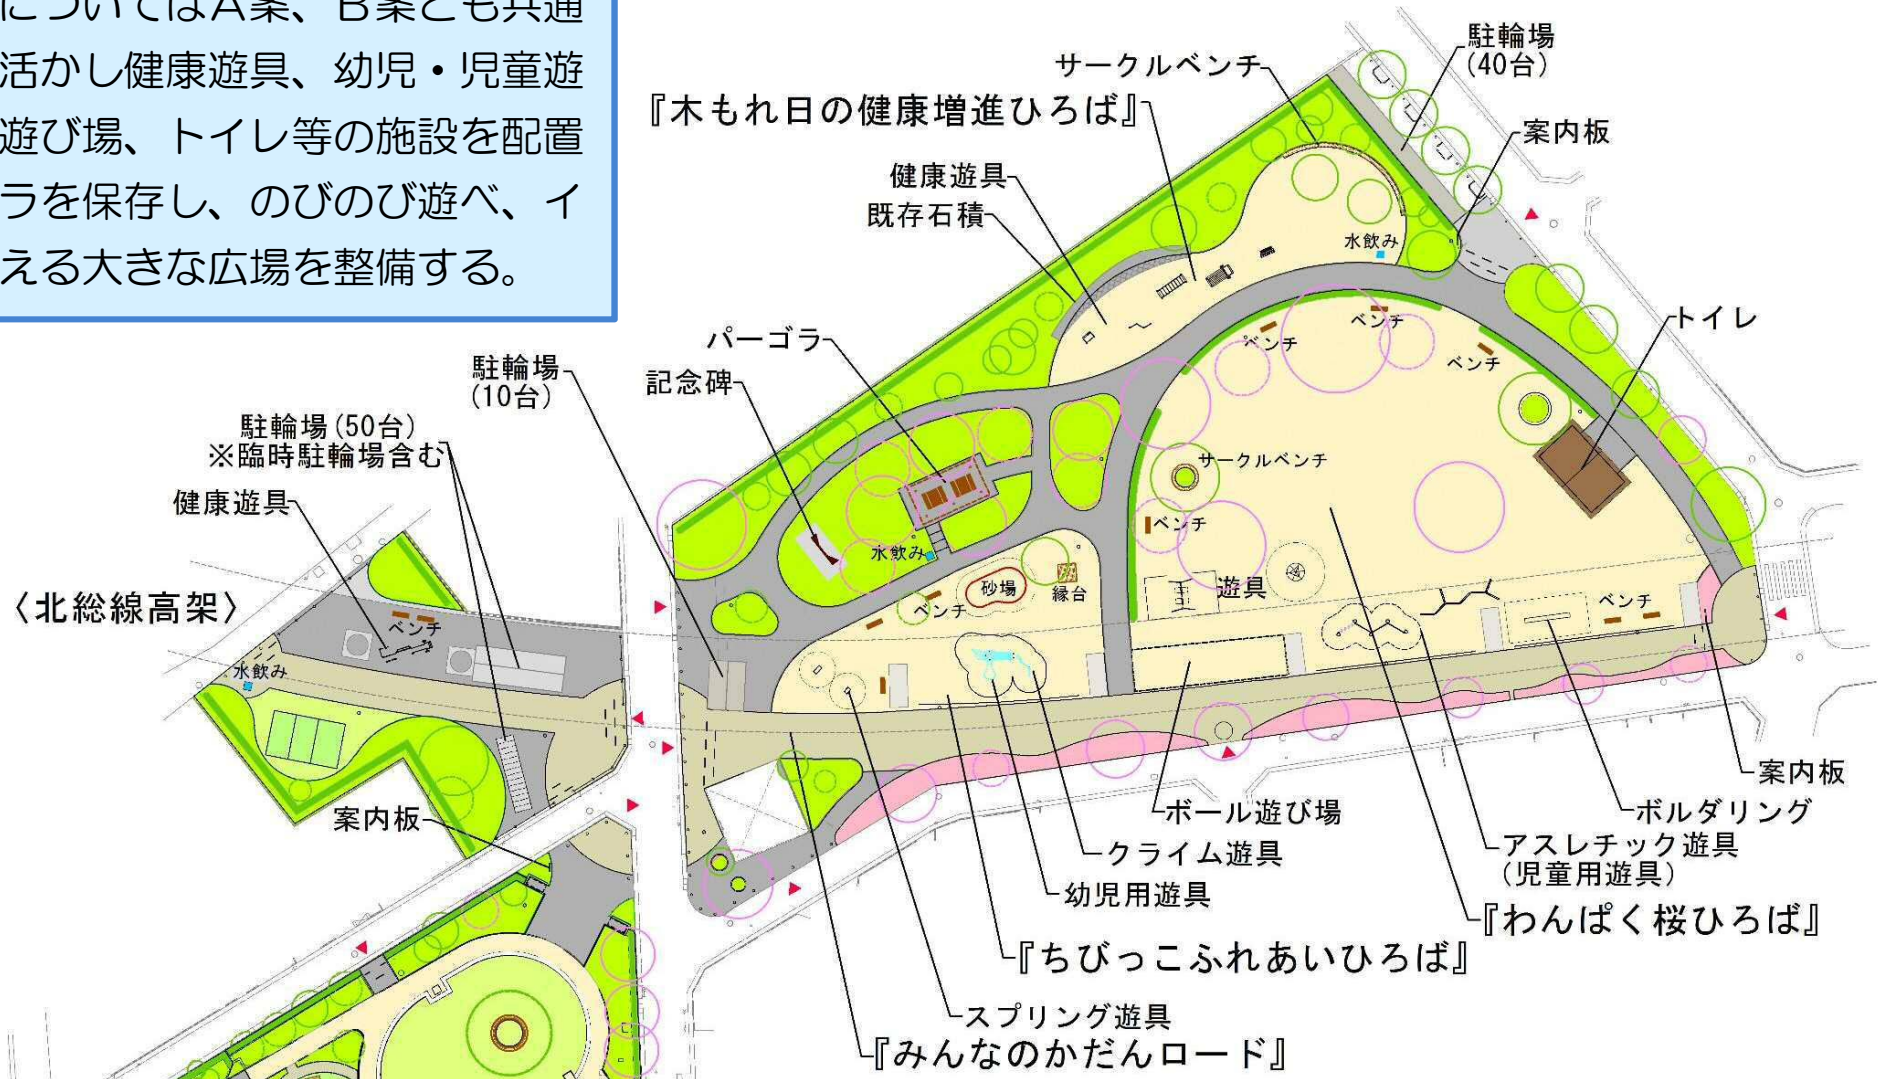 についてはA案、B案とも共通
活かし健康遊具、幼児・児童遊
遊び場、トイレ等の施設を配置
ラを保存し、のびのび遊べ、イ
える大きな広場を整備する。
駐輪場
(40台)
サークルベンチ
『木もれ日の健康増進ひろば』
案内板
健康遊具
既存石積
水飲み
トイレ
パーゴラ
ベンチ
ベンチ
ベンチ
駐輪場
(10台)
記念碑
駐輪場(50台)
※臨時駐輪場含む
サークルベンチ
健康遊具
ベンチ
水飲み
砂場
縁台
遊具
〈北総線高架〉
ベンチ
ベンチ
ベンチ
水飲み
案内板
案内板
ボール遊び場
ボルダリング
クライム遊具
アスレチック遊具
(児童用遊具)
幼児用遊具
『わんぱく桜ひろば』
『ちびっこふれあいひろば』
スプリング遊具
『みんなのかだんロード』